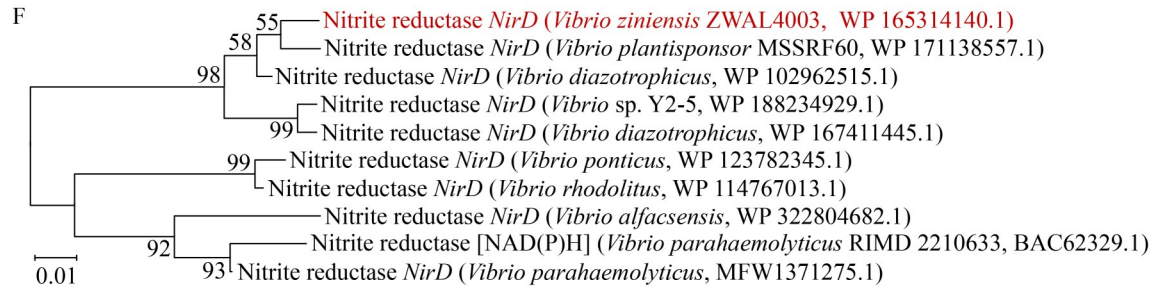 F
55
Nitrite reductase NirD (Vibrio ziniensis ZWAL4003, WP 165314140.1)
58
Nitrite reductase NirD (Vibrio plantisponsor MSSRF60, WP 171138557.1)
98
Nitrite reductase NirD (Vibrio diazotrophicus, WP 102962515.1)
Nitrite reductase NirD (Vibrio sp. Y2-5, WP 188234929.1)
99
Nitrite reductase NirD (Vibrio diazotrophicus, WP 167411445.1)
99
Nitrite reductase NirD (Vibrio ponticus, WP 123782345.1)
Nitrite reductase NirD (Vibrio rhodolitus, WP 114767013.1)
Nitrite reductase NirD (Vibrio alfacsensis, WP 322804682.1)
92
Nitrite reductase [NAD(P)H] (Vibrio parahaemolyticus RIMD 2210633, BAC62329.1)
93
Nitrite reductase NirD (Vibrio parahaemolyticus, MFW1371275.1)
0.01